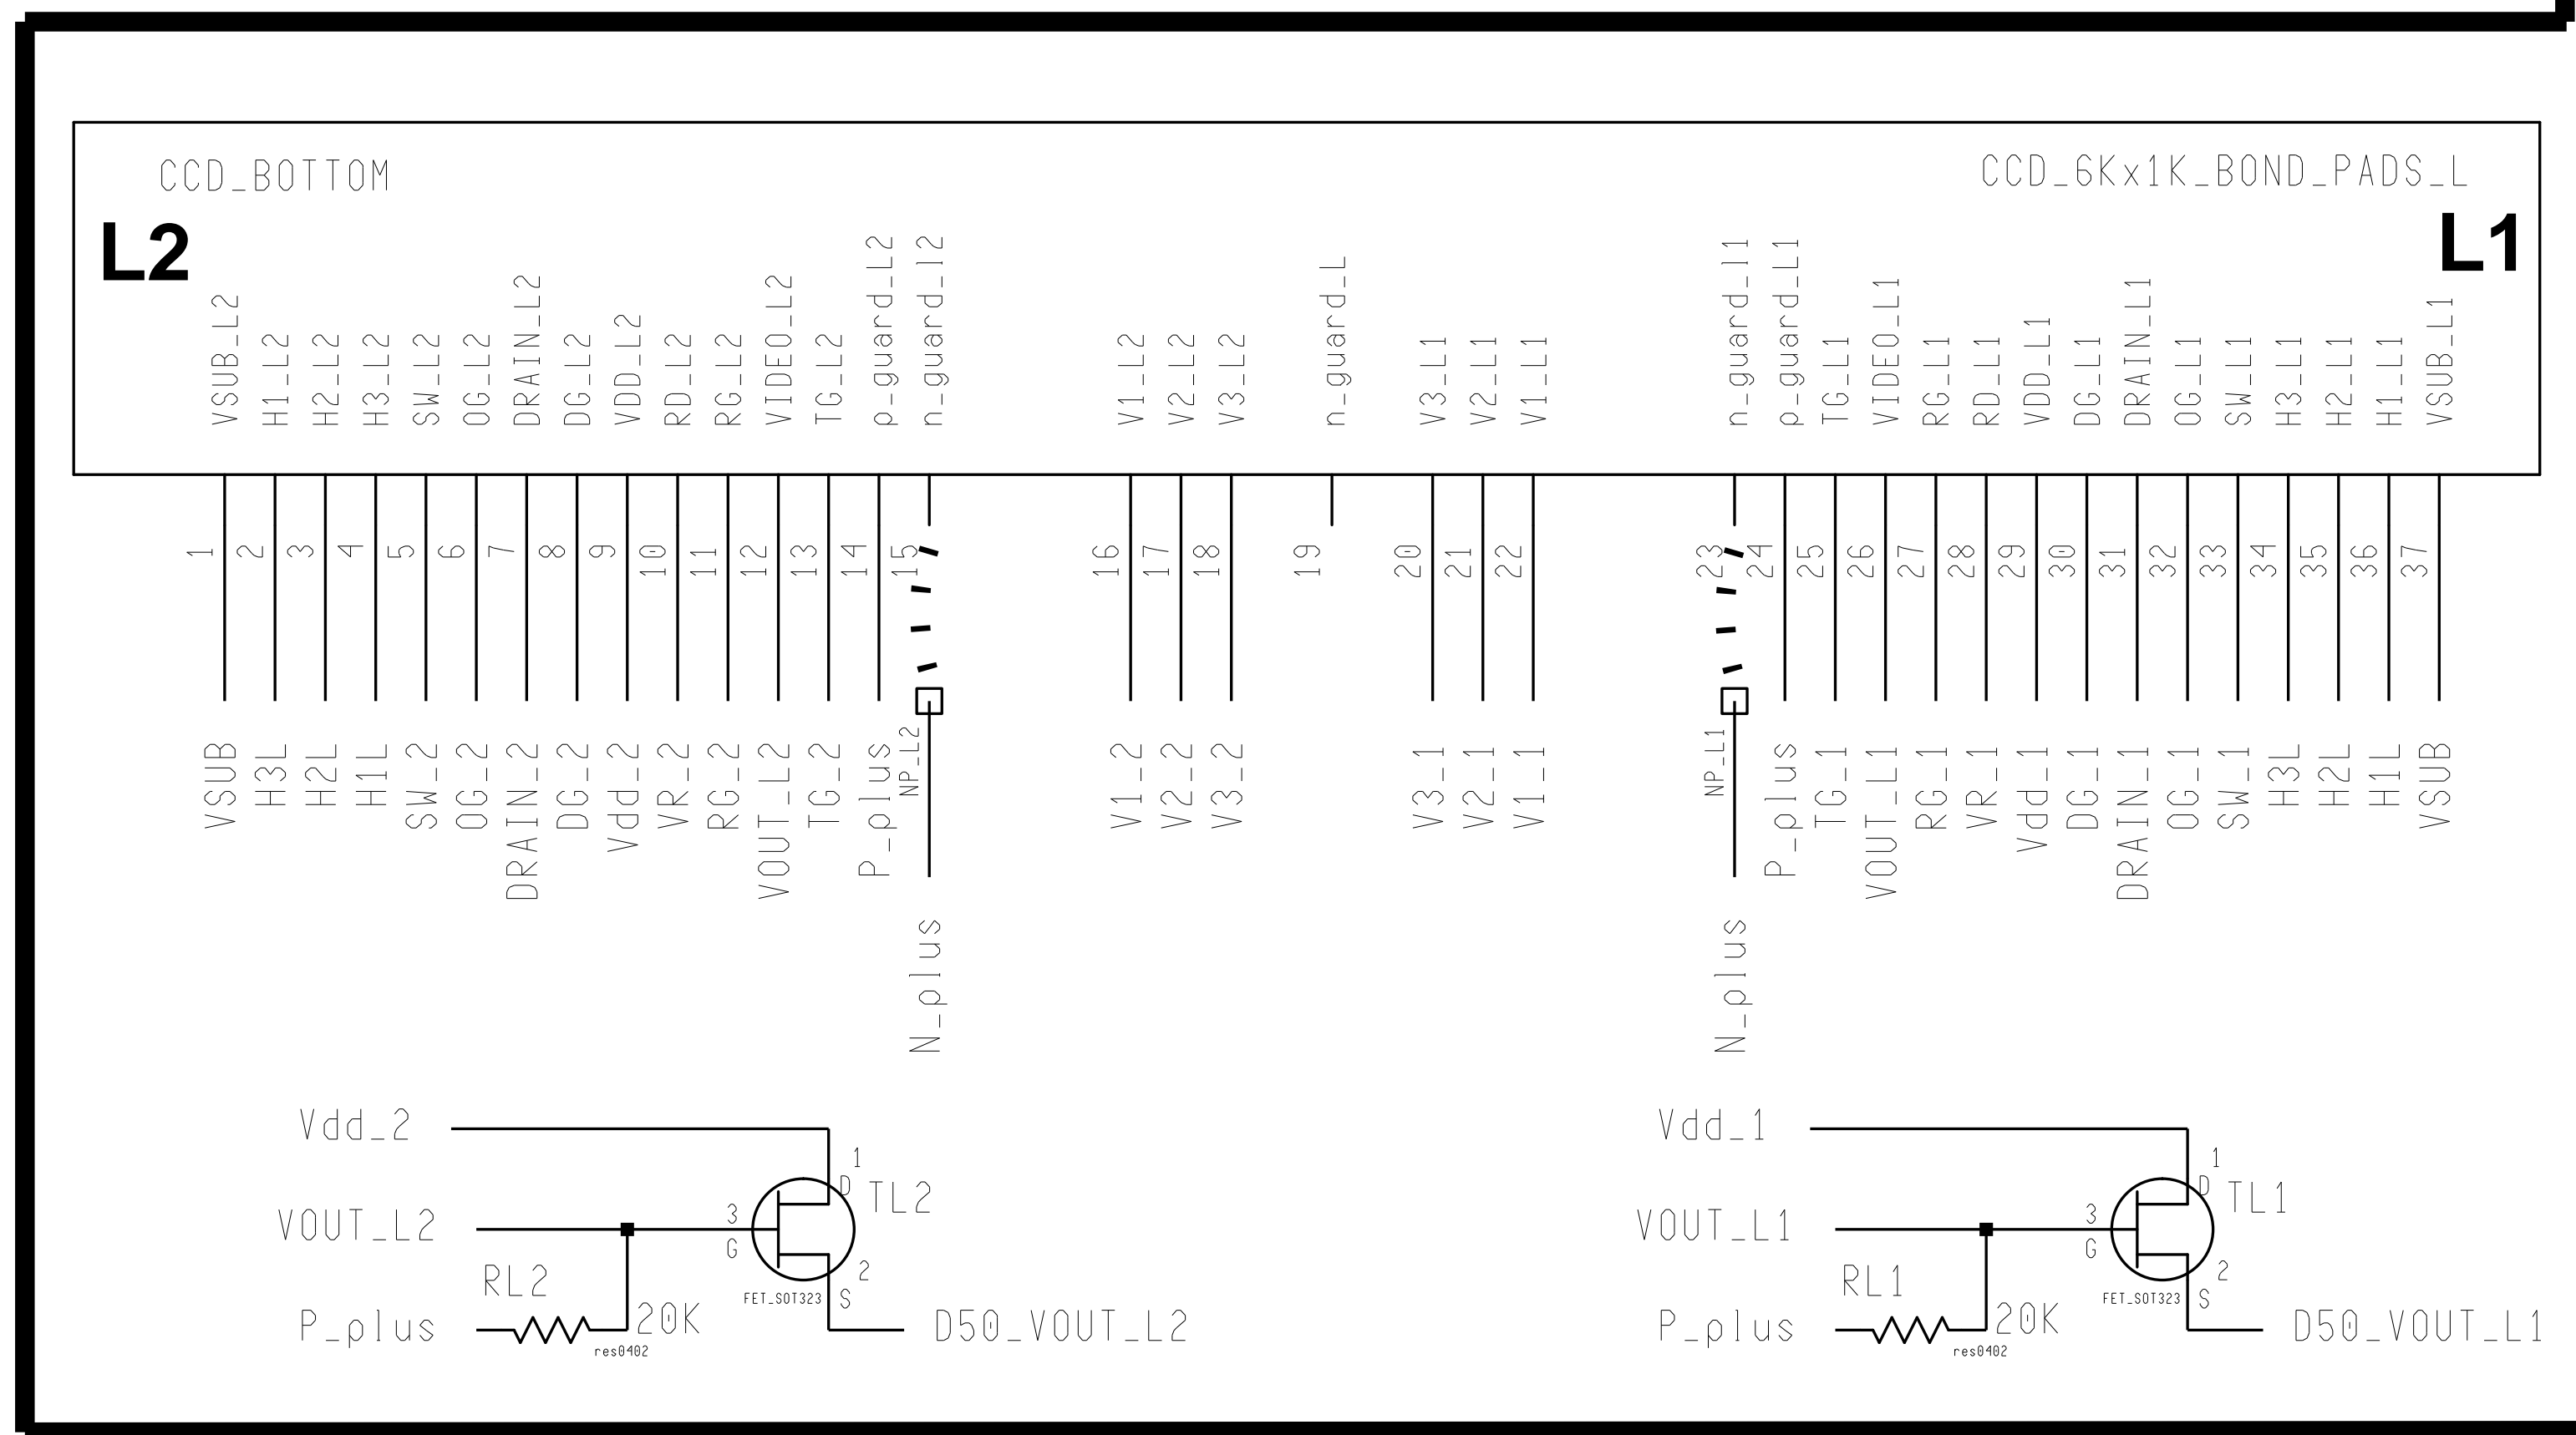 CCD_BOTTOM
CCD_6Kx1K_BOND_PADS_L
L2
L1
VSUB_L2
H1_L2
H2_L2
H3_L2
SW_L2
OG_L2
DRAIN_L2
DG_L2
VDD_L2
RD_L2
RG_L2
VIDEO_L2
TG_L2
p_guard_L2
n_guard_l2
V1_L2
V2_L2
V3_L2
n_guard_L
V3_L1
V2_L1
V1_L1
n_guard_l1
p_guard_L1
TG_L1
VIDEO_L1
RG_L1
RD_L1
VDD_L1
DG_L1
DRAIN_L1
OG_L1
SW_L1
H3_L1
H2_L1
H1_L1
VSUB_L1
1
2
3
4
5
6
7
8
9
10
11
12
13
14
15
16
17
18
19
20
21
22
23
24
25
26
27
28
29
30
31
32
33
34
35
36
37
VSUB
H3L
H2L
H1L
SW_2
OG_2
DRAIN_2
DG_2
Vdd_2
VR_2
RG_2
VOUT_L2
TG_2
P_plus
NP_L2
N_plus
V1_2
V2_2
V3_2
V3_1
V2_1
V1_1
NP_L1
N_plus
P_plus
TG_1
VOUT_L1
RG_1
VR_1
Vdd_1
DG_1
DRAIN_1
OG_1
SW_1
H3L
H2L
H1L
VSUB
Vdd_2
1
D
TL2
VOUT_L2
3
G
2
S
FET_SOT323
RL2
P_plus
20K
res0402
D50_VOUT_L2
Vdd_1
1
D
TL1
VOUT_L1
3
G
2
S
FET_SOT323
RL1
P_plus
20K
res0402
D50_VOUT_L1